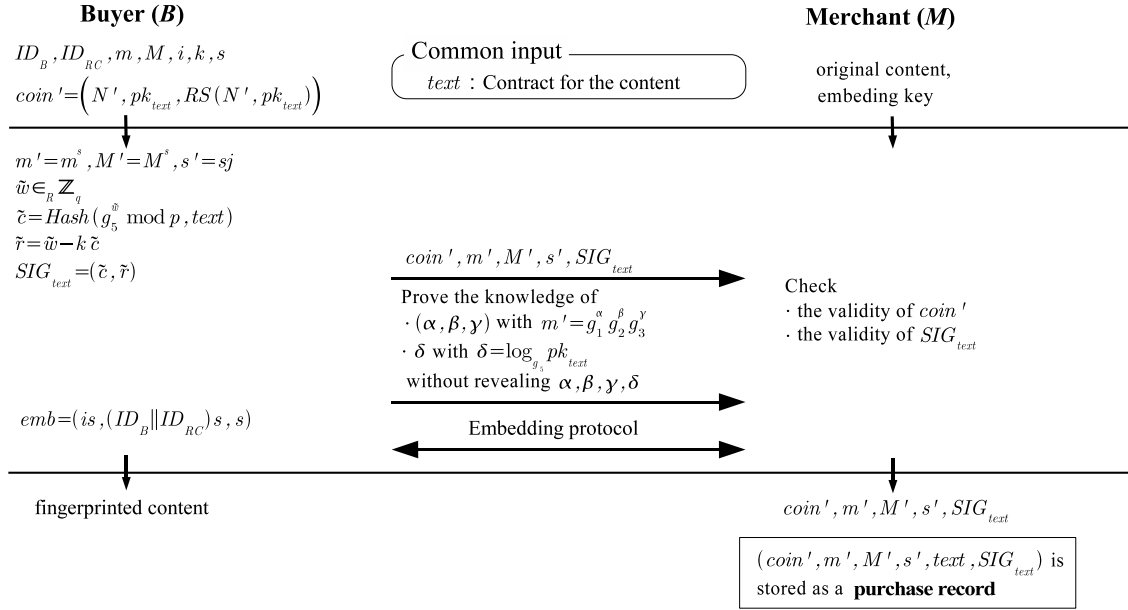 Buyer (B)
Merchant (M)
ID_B, ID_RC, m, M, i, k, s
coin' = (N', pk_text, RS(N', pk_text))
Common input
text : Contract for the content
original content,
embeding key
m' = m^s, M' = M^s, s' = sj
w̃ ∈_R ℤ_q
c̃ = Hash(g_5^w̃ mod p, text)
r̃ = w̃ − k c̃
SIG_text = (c̃, r̃)
coin', m', M', s', SIG_text
Prove the knowledge of
· (α, β, γ) with m' = g_1^α g_2^β g_3^γ
· δ with δ = log_{g_5} pk_text
without revealing α, β, γ, δ
Check
· the validity of coin'
· the validity of SIG_text
emb = (is, (ID_B || ID_RC) s, s)
Embedding protocol
fingerprinted content
coin', m', M', s', SIG_text
(coin', m', M', s', text, SIG_text) is
stored as a purchase record